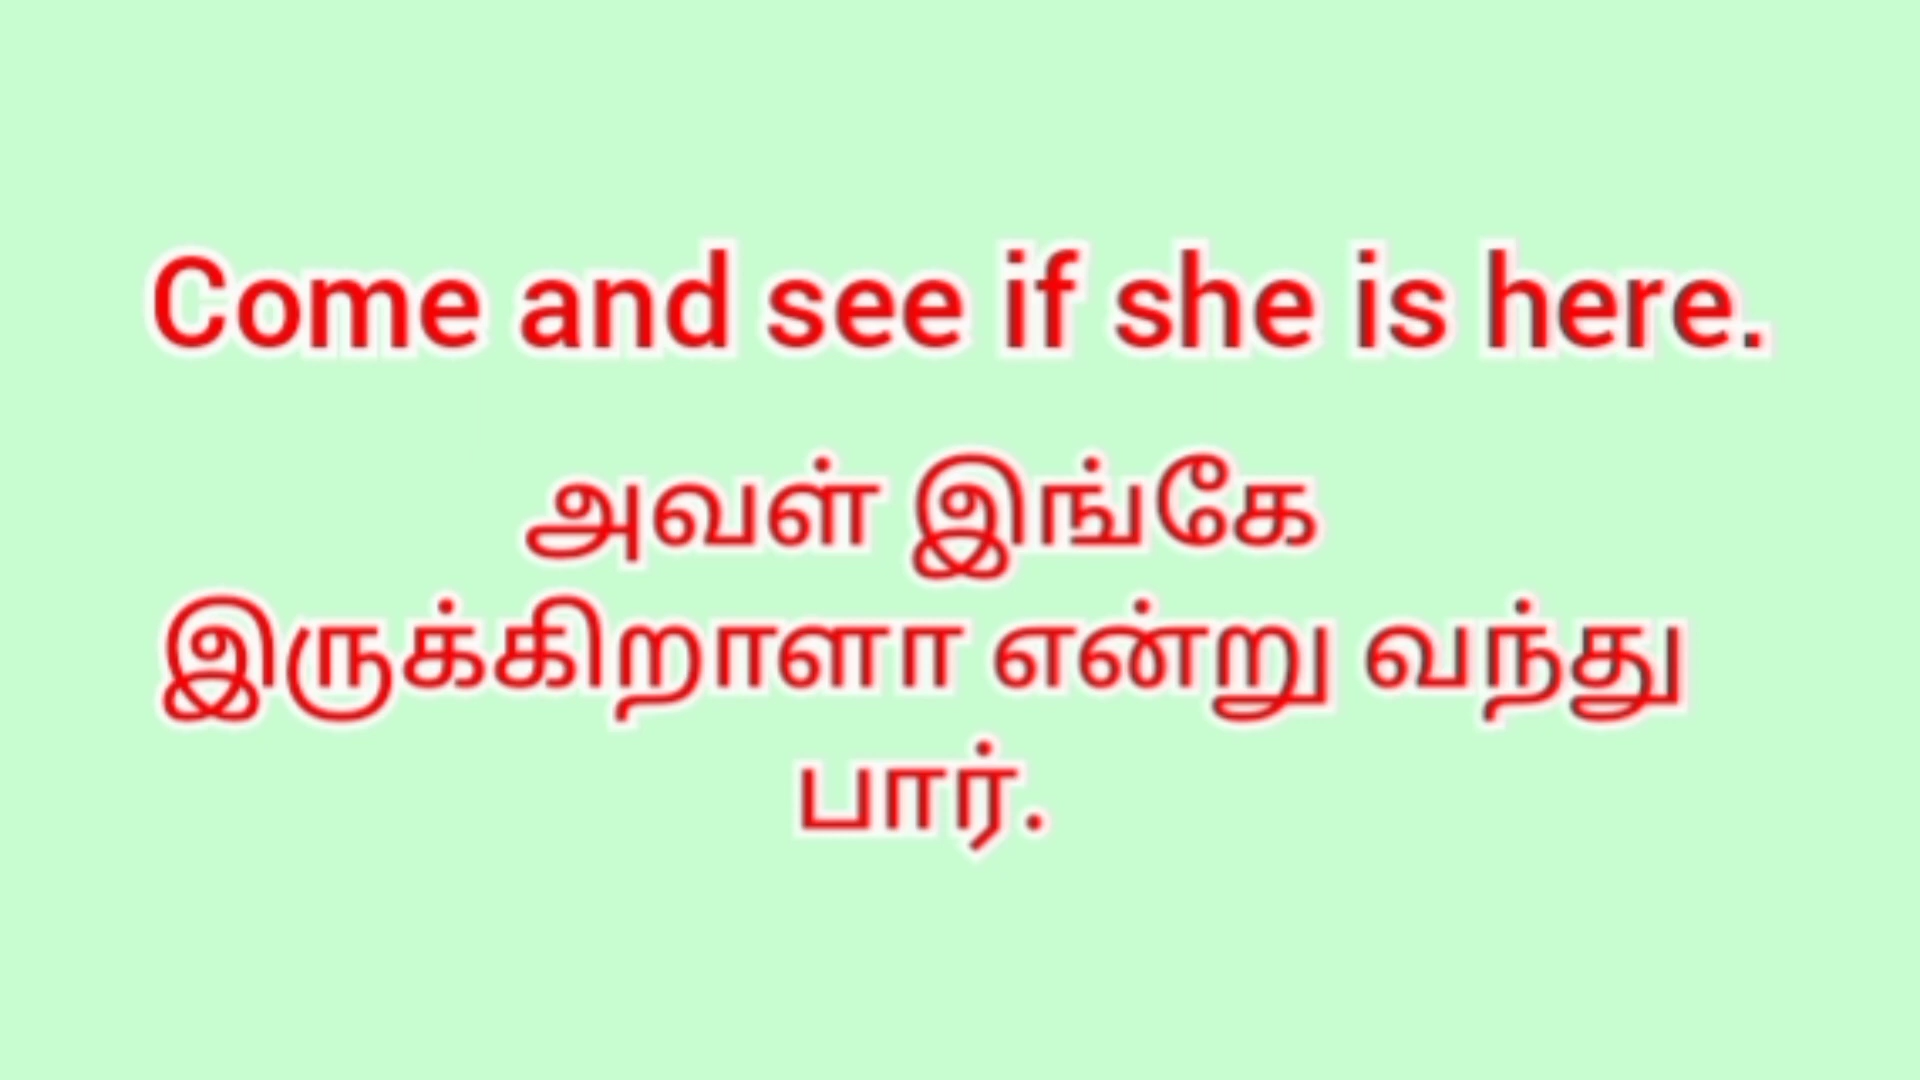 Come and see if she is here.
அவள் இங்கே
இருக்கிறாளா என்று வந்து
பார்.